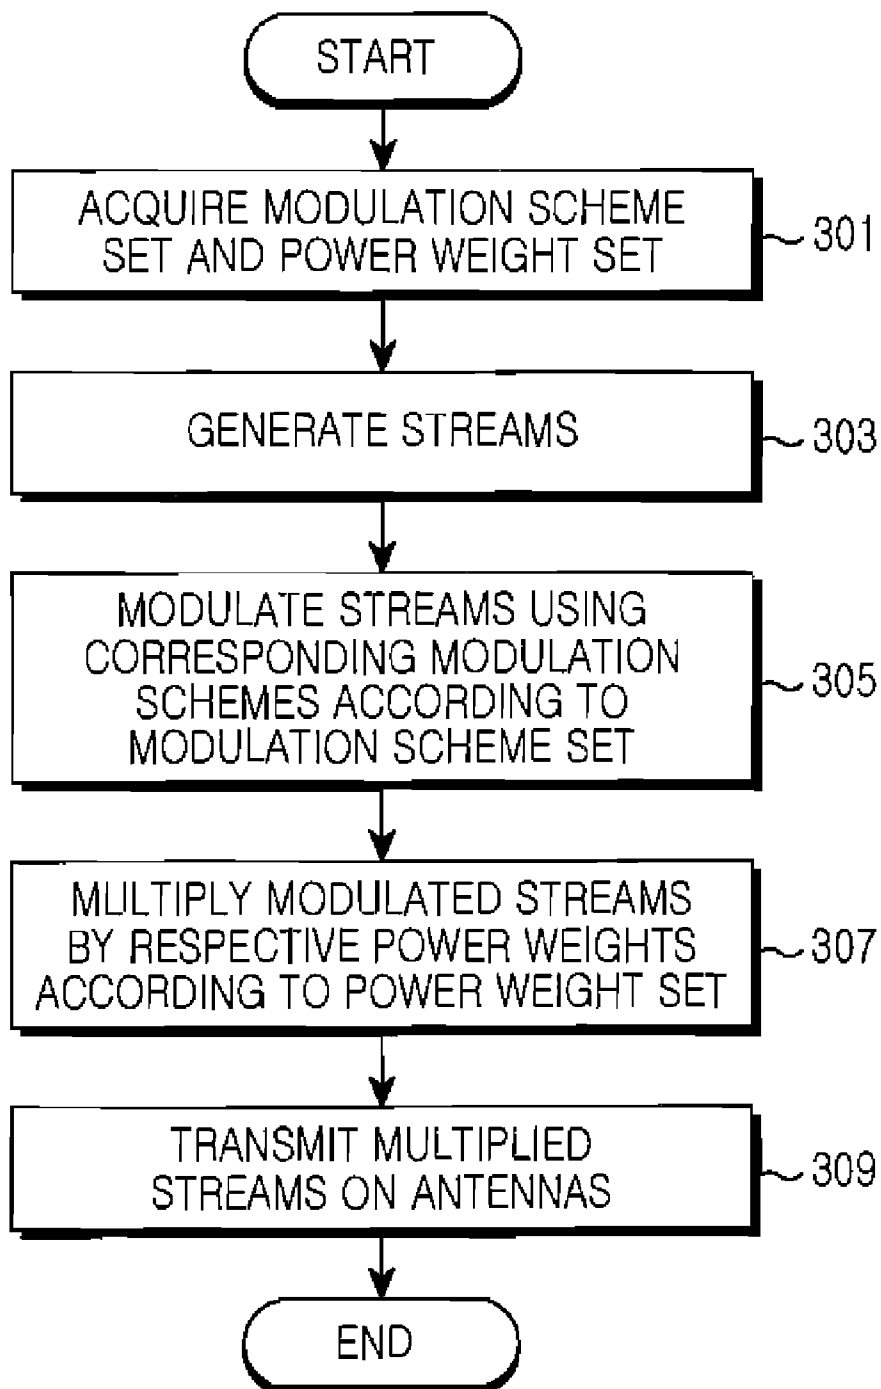 START
ACQUIRE MODULATION SCHEME
SET AND POWER WEIGHT SET
301
GENERATE STREAMS
303
MODULATE STREAMS USING
CORRESPONDING MODULATION
SCHEMES ACCORDING TO
MODULATION SCHEME SET
305
MULTIPLY MODULATED STREAMS
BY RESPECTIVE POWER WEIGHTS
ACCORDING TO POWER WEIGHT SET
307
TRANSMIT MULTIPLIED
STREAMS ON ANTENNAS
309
END